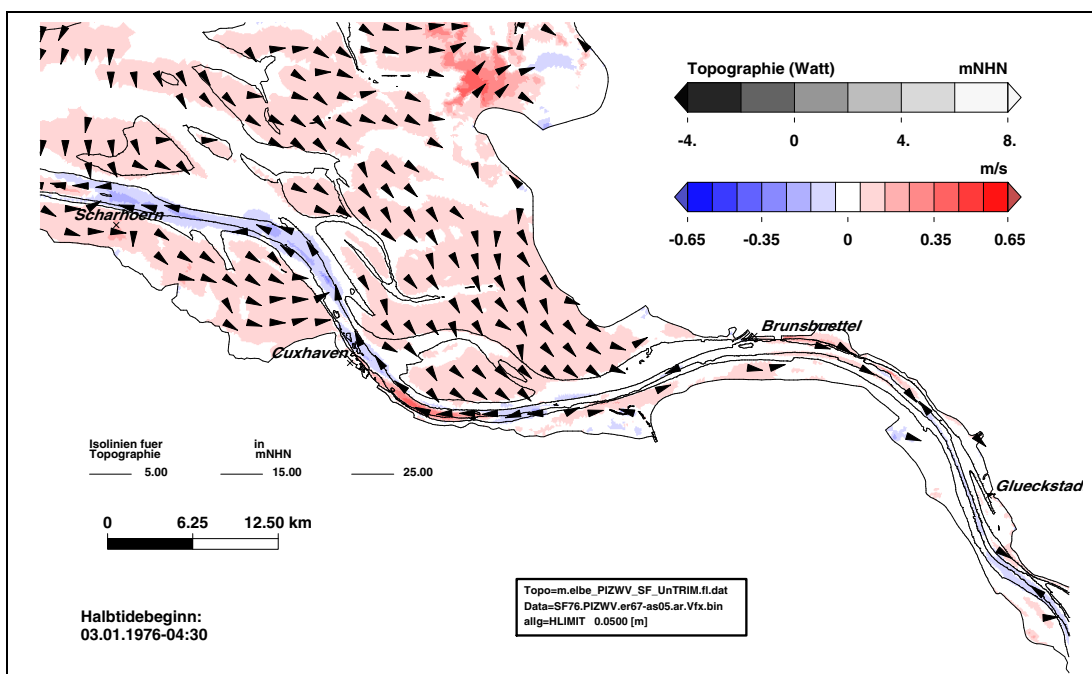 Topographie (Watt) mNHN
-4. 0 4. 8.
m/s
-0.65 -0.35 0 0.35 0.65
Scharhoern
Brunsbuettel
Cuxhaven
Glueckstad
Isolinien fuer in
Topographie mNHN
5.00 15.00 25.00
0 6.25 12.50 km
Halbtidebeginn:
03.01.1976-04:30
Topo=m.elbe_PIZWV_SF_UnTRIM.fl.dat
Data=SF76.PIZWV.er67-as05.ar.Vfx.bin
allg=HLIMIT 0.0500 [m]